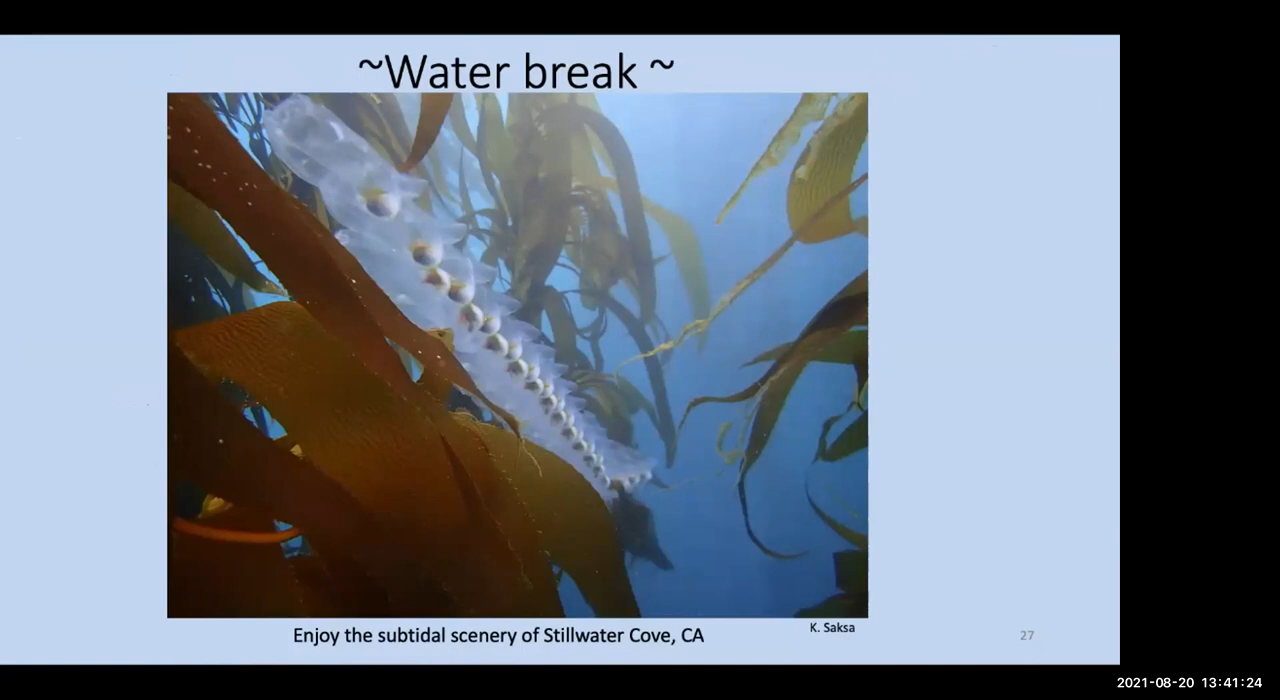 ~Water break ~
Enjoy the subtidal scenery of Stillwater Cove, CA
K. Saksa
27
2021-08-20 13:41:24